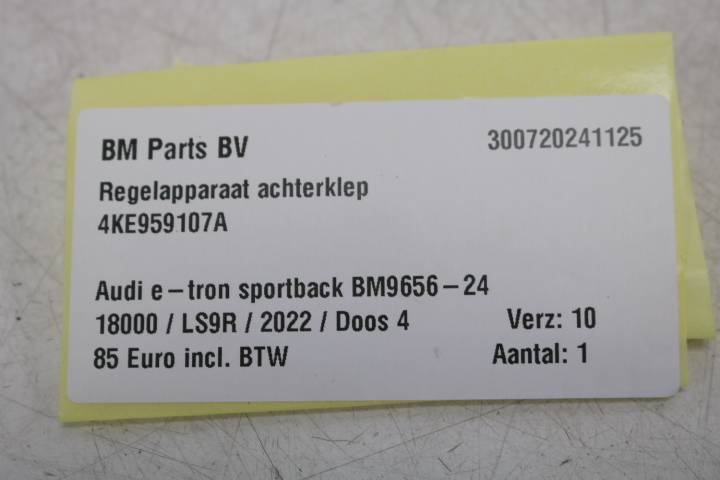 BM Parts BV 300720241125
Regelapparaat achterklep
4KE959107A
Audi e-tron sportback BM9656-24
18000 / LS9R / 2022 / Doos 4 Verz: 10
85 Euro incl. BTW Aantal: 1